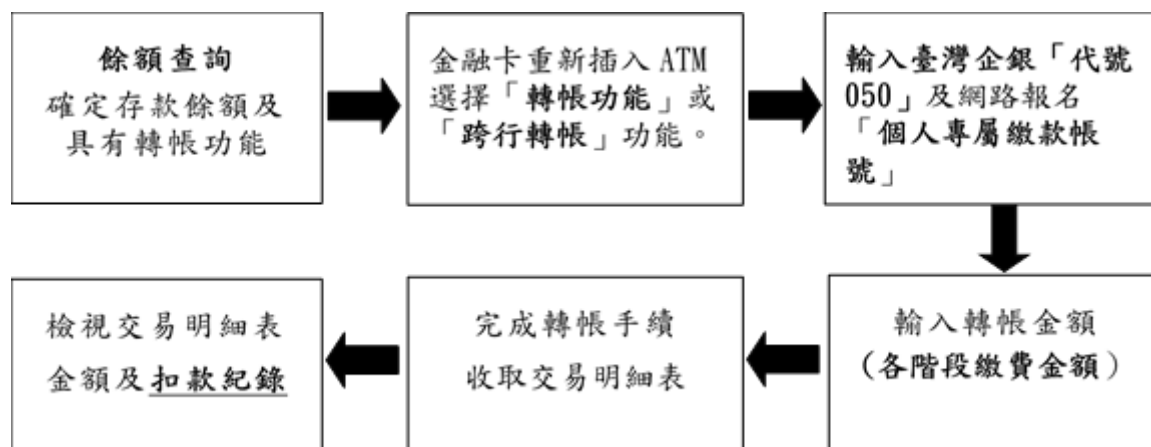 餘額查詢
確定存款餘額及
具有轉帳功能
金融卡重新插入 ATM
選擇「轉帳功能」或
「跨行轉帳」功能。
輸入臺灣企銀「代號
050」及網路報名
「個人專屬繳款帳
號」
輸入轉帳金額
(各階段繳費金額)
完成轉帳手續
收取交易明細表
檢視交易明細表
金額及扣款紀錄